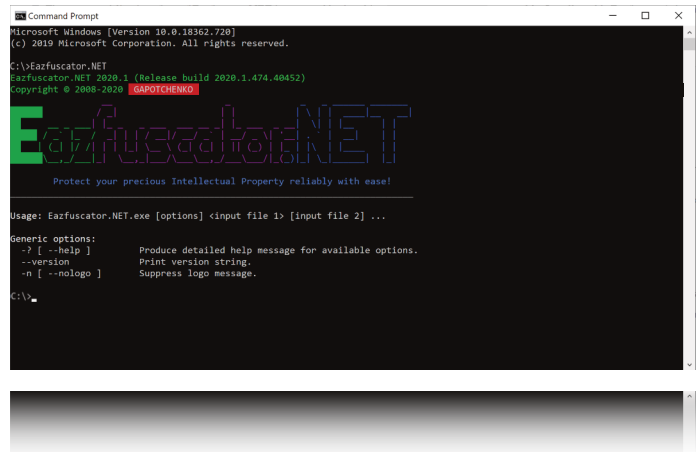 Command Prompt
Microsoft Windows [Version 10.0.18362.720]
(c) 2019 Microsoft Corporation. All rights reserved.
C:\>Eazfuscator.NET
Eazfuscator.NET 2020.1 (Release build 2020.1.474.40452)
Copyright © 2008-2020 GAPOTCHENKO
Eazfuscator.NET
Protect your precious Intellectual Property reliably with ease!
Usage: Eazfuscator.NET.exe [options] <input file 1> [input file 2] ...
Generic options:
-? [ --help ] Produce detailed help message for available options.
--version Print version string.
-n [ --nologo ] Suppress logo message.
C:\>